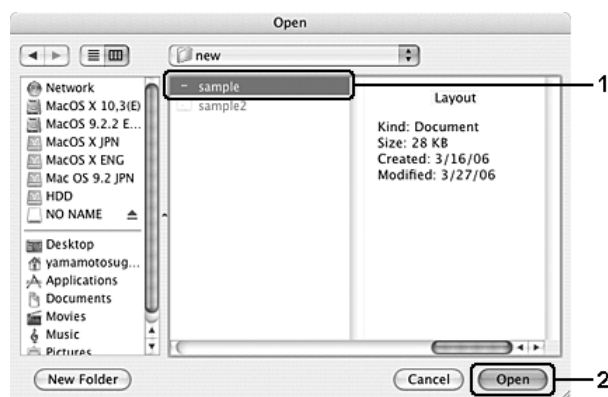 Open
new
Network
MacOS X 10,3(E)
MacOS 9.2.2 E...
MacOS X JPN
MacOS X ENG
Mac OS 9.2 JPN
HDD
NO NAME
Desktop
yamamotosug...
Applications
Documents
Movies
Music
Pictures
sample
sample2
Layout
Kind: Document
Size: 28 KB
Created: 3/16/06
Modified: 3/27/06
1
New Folder
Cancel
Open
2